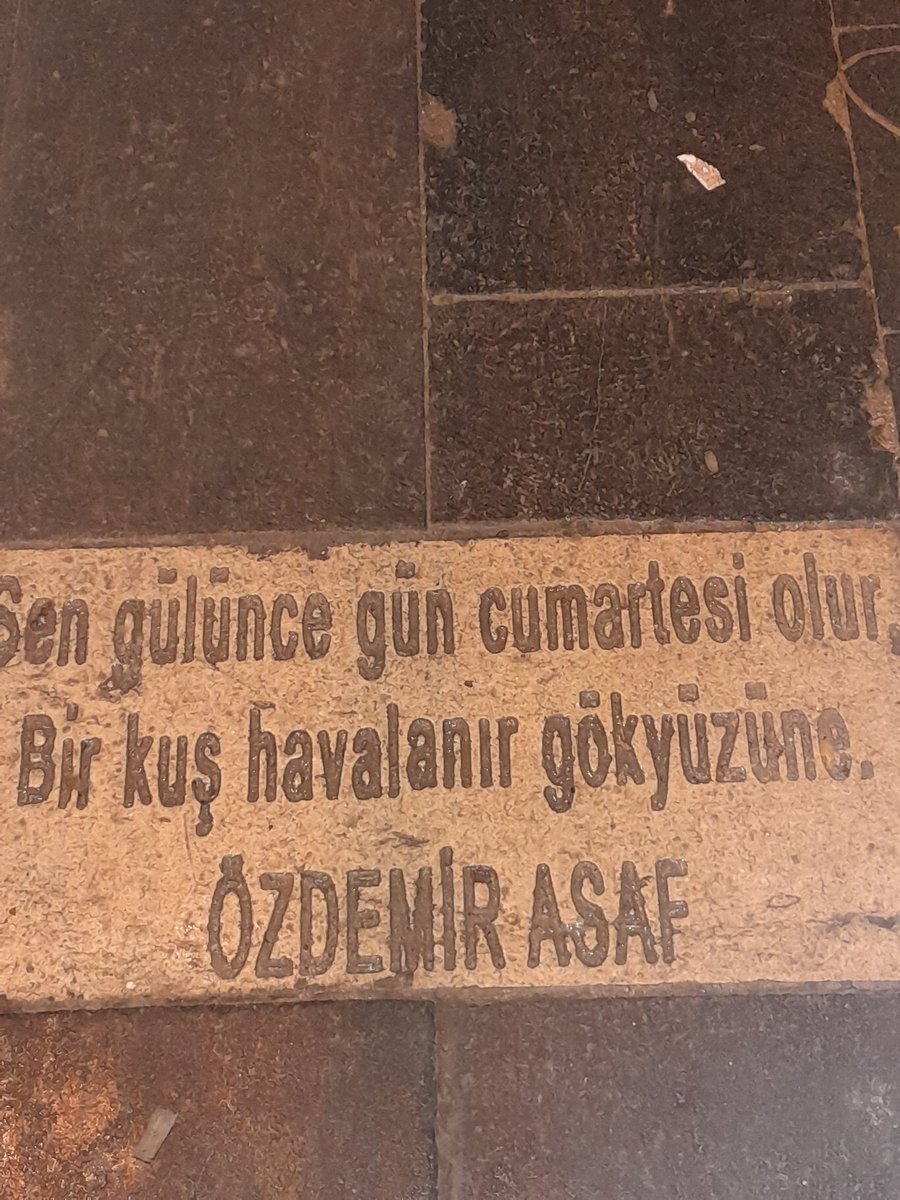 Sen gülünce gün cumartesi olur,
Bir kuş havalanır gökyüzüne.
ÖZDEMİR ASAF